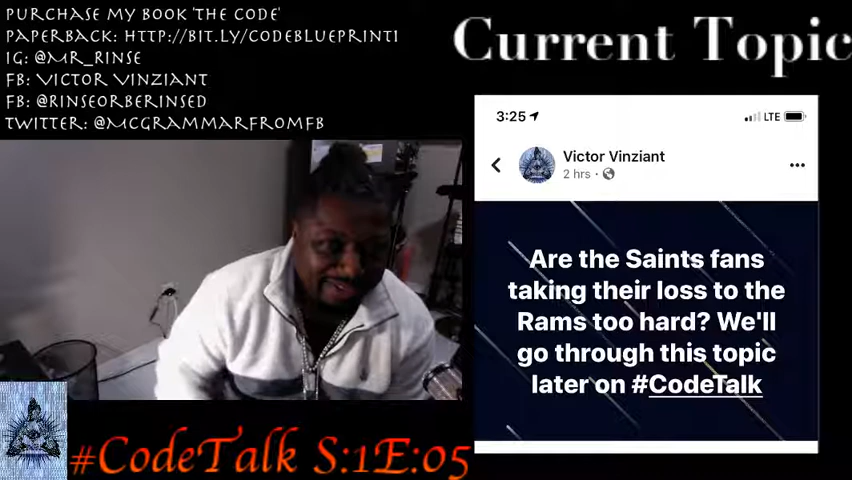 PURCHASE MY BOOK 'THE CODE'
PAPERBACK: HTTP://BIT.LY/CODEBLUEPRINT1
IG: @MR_RINSE
FB: VICTOR VINZIANT
FB: @RINSEORBERINSED
TWITTER: @MCGRAMMARFROMFB
Current Topic
3:25
LTE
Victor Vinziant
2 hrs ·
Are the Saints fans
taking their loss to the
Rams too hard? We'll
go through this topic
later on #CodeTalk
#CodeTalk S:1E:05